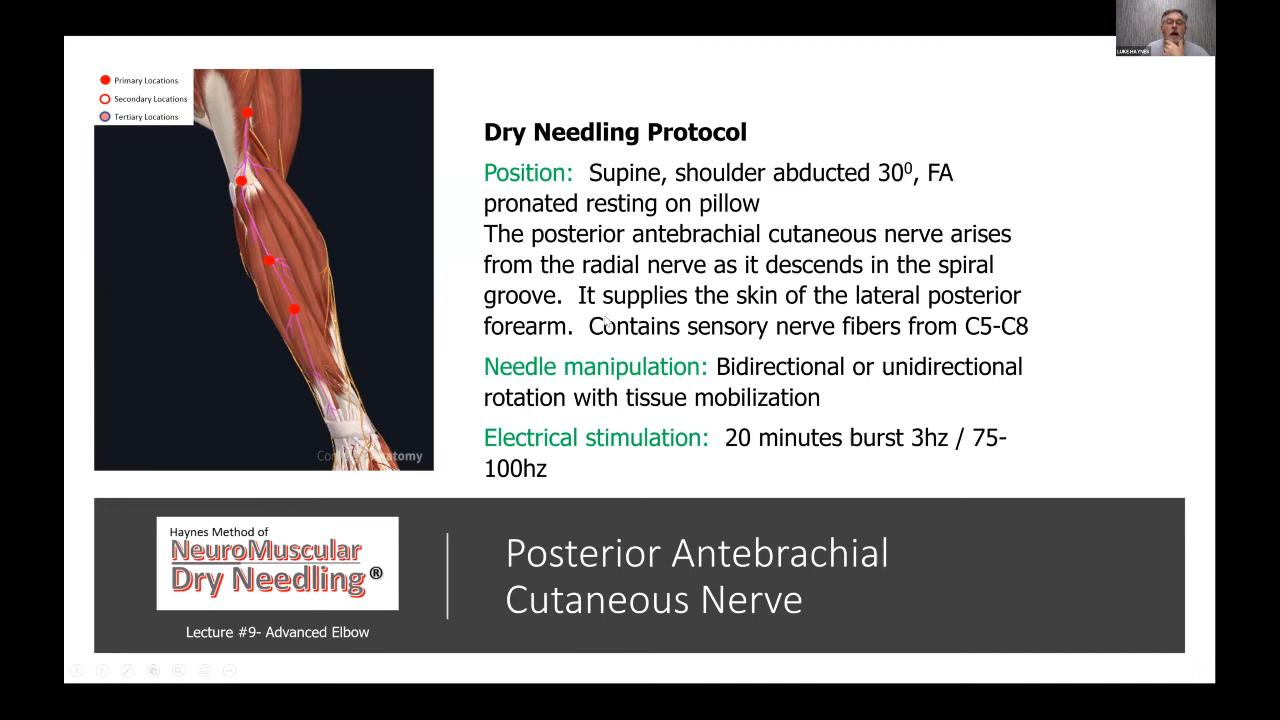 LUKE HAYNES
Primary Locations
Secondary Locations
Tertiary Locations
Dry Needling Protocol
Position: Supine, shoulder abducted 30⁰, FA
pronated resting on pillow
The posterior antebrachial cutaneous nerve arises
from the radial nerve as it descends in the spiral
groove. It supplies the skin of the lateral posterior
forearm. Contains sensory nerve fibers from C5-C8
Needle manipulation: Bidirectional or unidirectional
rotation with tissue mobilization
Electrical stimulation: 20 minutes burst 3hz / 75-
100hz
Haynes Method of
NeuroMuscular
Dry Needling®
Lecture #9- Advanced Elbow
Posterior Antebrachial
Cutaneous Nerve